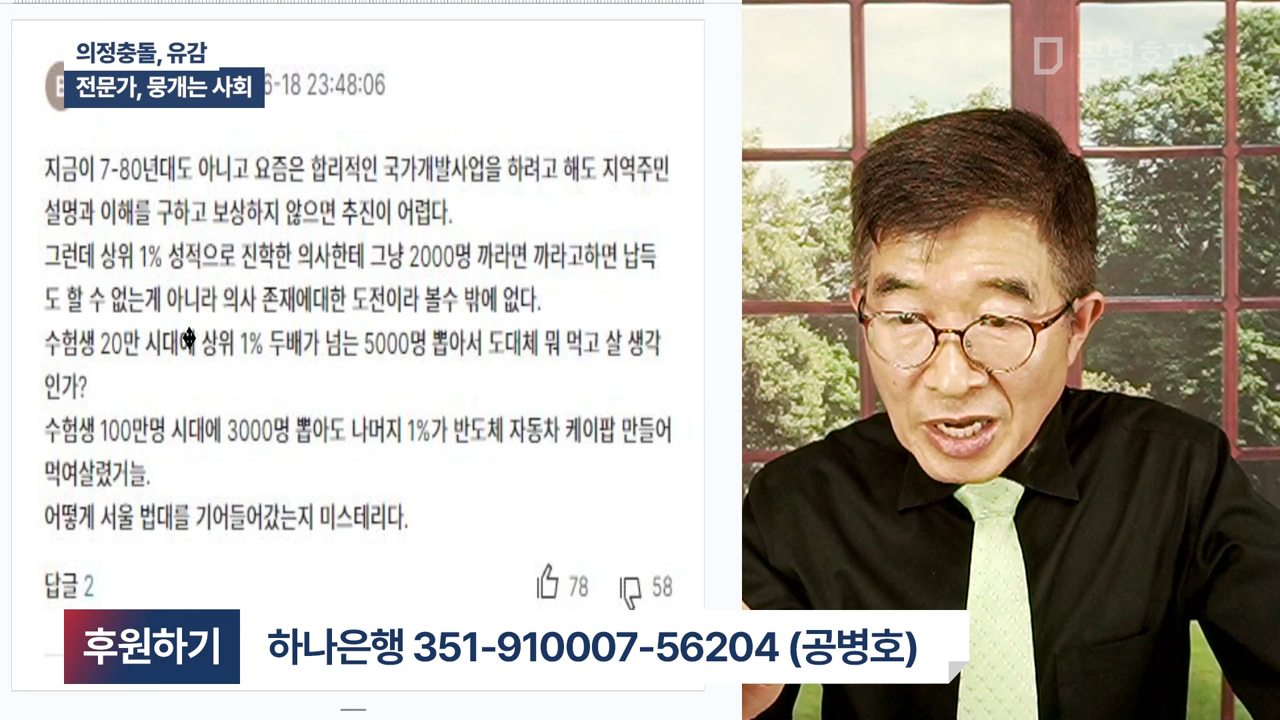 의정충돌, 유감
전문가, 뭉개는 사회
6-18 23:48:06
공병호
지금이 7-80년대도 아니고 요즘은 합리적인 국가개발사업을 하려고 해도 지역주민
설명과 이해를 구하고 보상하지 않으면 추진이 어렵다.
그런데 상위 1% 성적으로 진학한 의사한테 그냥 2000명 까라면 까라고하면 납득
도 할 수 없는게 아니라 의사 존재에대한 도전이라 볼수 밖에 없다.
수험생 20만 시대에 상위 1% 두배가 넘는 5000명 뽑아서 도대체 뭐 먹고 살 생각
인가?
수험생 100만명 시대에 3000명 뽑아도 나머지 1%가 반도체 자동차 케이팝 만들어
먹여살렸거늘.
어떻게 서울 법대를 기어들어갔는지 미스테리다.
답글 2
78
58
후원하기
하나은행 351-910007-56204 (공병호)